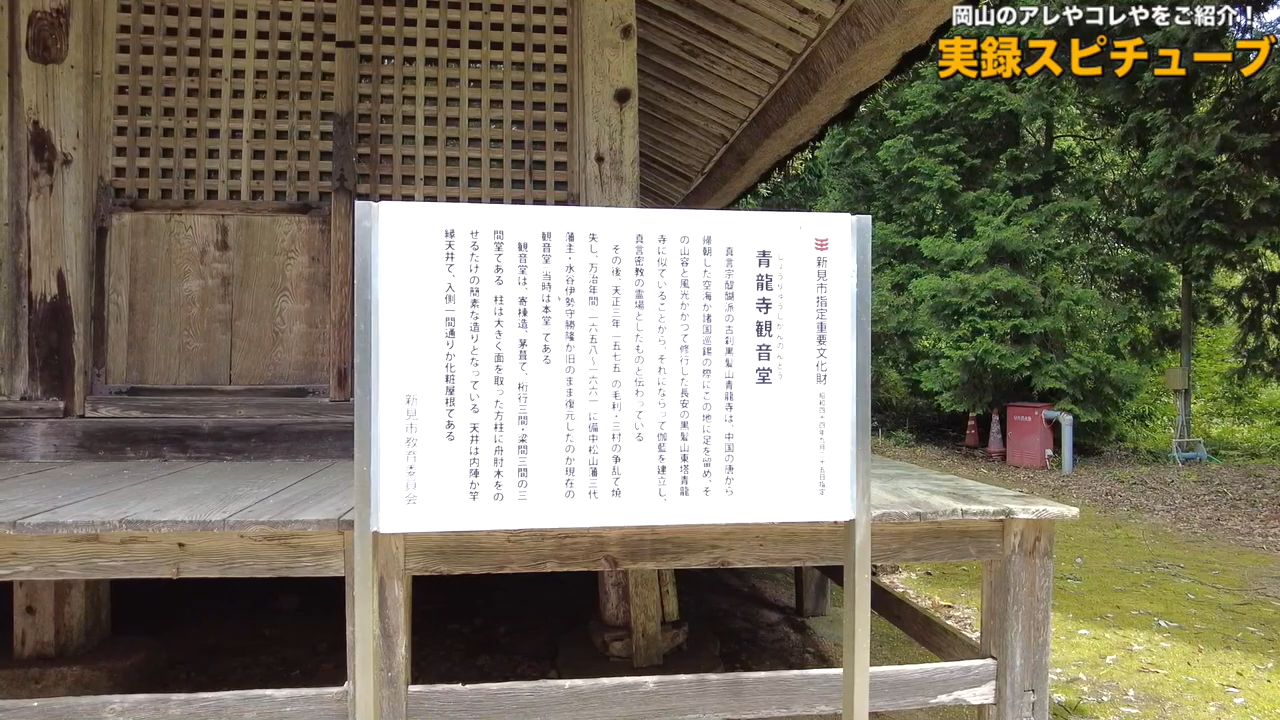 岡山のアレやコレやをご紹介！
実録スピチューブ
新見市指定重要文化財 昭和四十四年九月二十五日指定
しょうりゅうじかんのんどう
青龍寺観音堂
真言宗醍醐派の古刹黒髪山青龍寺は、中国の唐から
帰朝した空海が諸国巡錫の際にこの地に足を留め、そ
の山容と風光がかつて修行した長安の黒髪山東塔青龍
寺に似ていることから、それにならって伽藍を建立し、
真言密教の霊場としたものと伝わっている
その後、天正三年 一五七五 の毛利・三村の争乱で焼
失し、万治年間 一六五八～一六六一 に備中松山藩三代
藩主・水谷伊勢守勝隆が旧のまま復元したのが現在の
観音堂 当時は本堂 である
観音堂は、寄棟造、茅葺で、桁行三間・梁間三間の三
間堂である 柱は大きく面を取った方柱に舟肘木をの
せるだけの簡素な造りとなっている 天井は内陣が竿
縁天井で、入側一間通りが化粧屋根である
新見市教育委員会